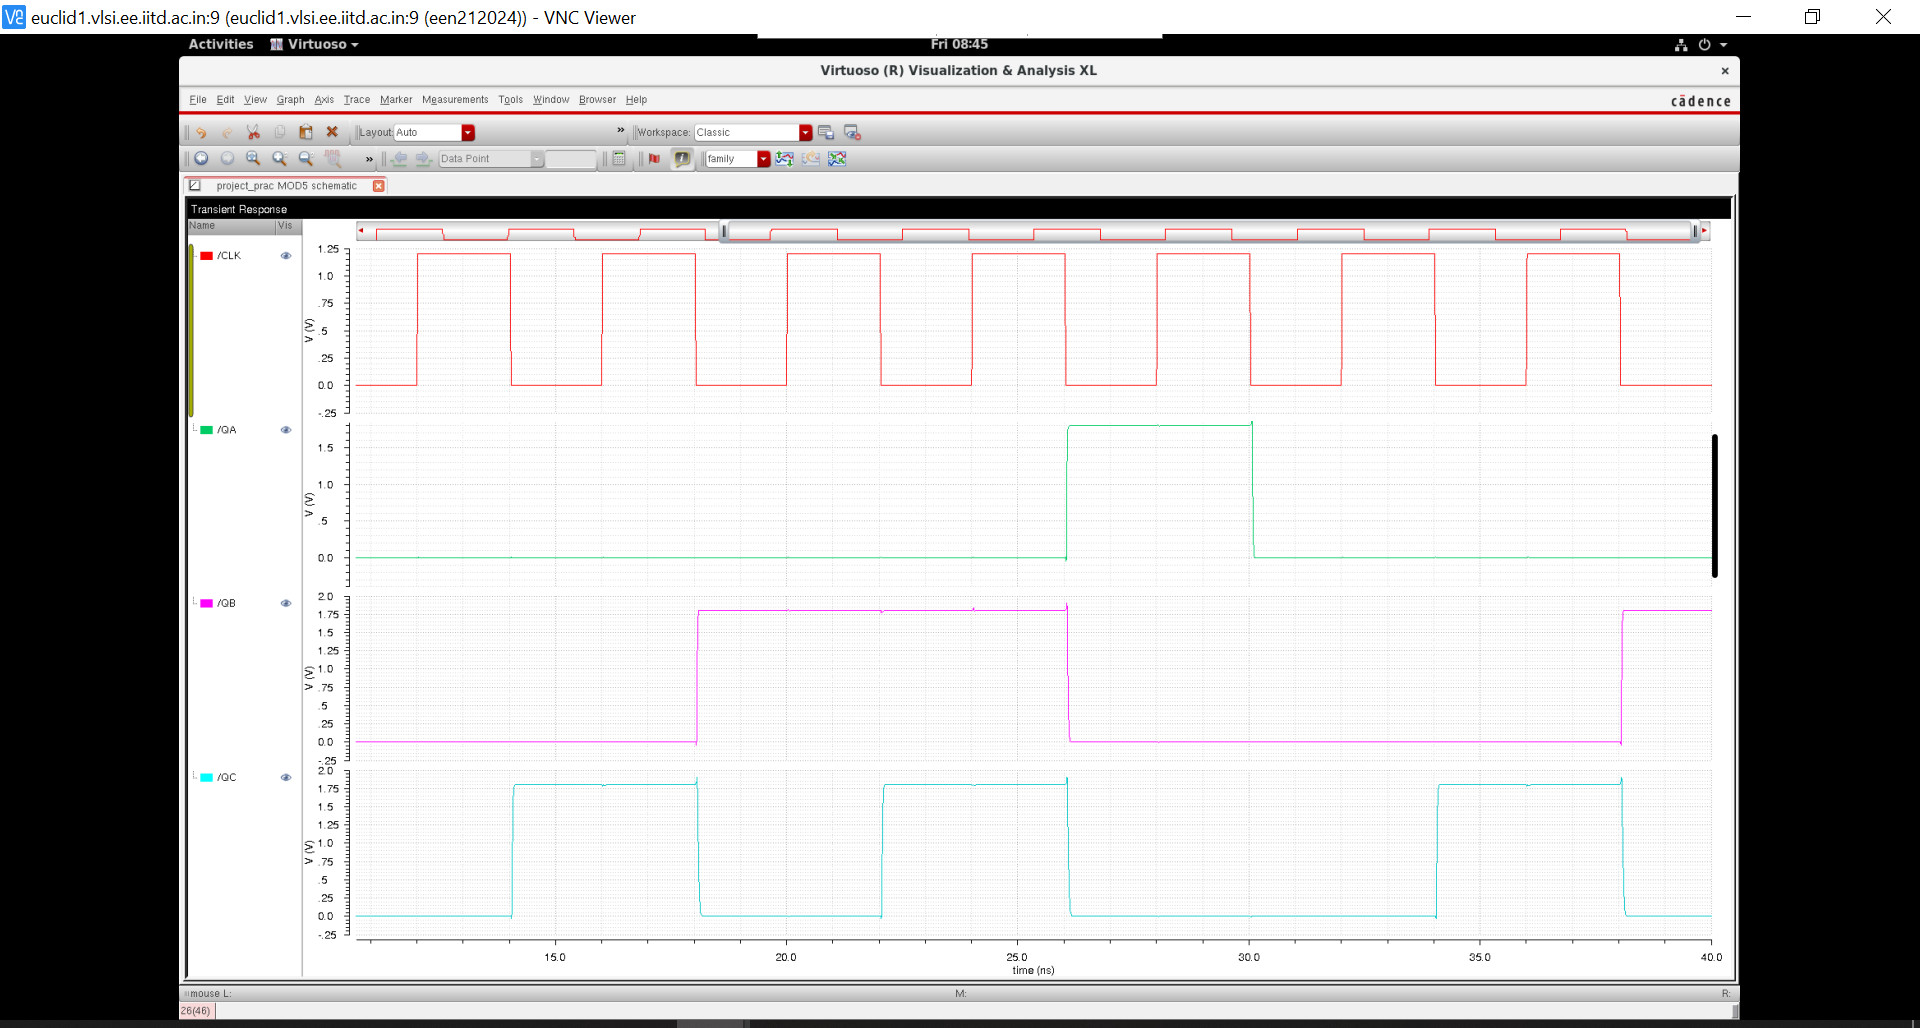 euclid1.vlsi.ee.iitd.ac.in:9 (euclid1.vlsi.ee.iitd.ac.in:9 (een212024)) - VNC Viewer
Activities Virtuoso Fri 08:45
Virtuoso (R) Visualization & Analysis XL
File Edit View Graph Axis Trace Marker Measurements Tools Window Browser Help cādence
Layout: Auto » Workspace: Classic
» Data Point family
project_prac MOD5 schematic
Transient Response
Name Vis
/CLK
1.25
1.0
.75
.5
.25
0.0
-.25
V (V)
/QA
1.5
1.0
.5
0.0
V (V)
/QB
2.0
1.75
1.5
1.25
1.0
.75
.5
.25
0.0
-.25
V (V)
/QC
2.0
1.75
1.5
1.25
1.0
.75
.5
.25
0.0
-.25
V (V)
15.0 20.0 25.0 30.0 35.0 40.0
time (ns)
mouse L: M: R:
26(46)